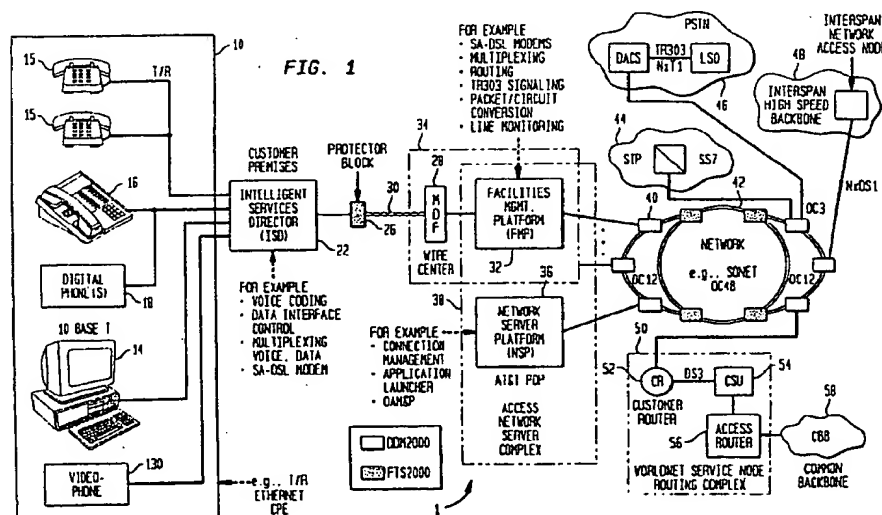 FIG. 1
10
15
T/R
15
16
DIGITAL
PHONE(S)
18
10 BASE T
14
VIDEO-
PHONE
130
e.g., T/R
ETHERNET
CPE
CUSTOMER
PREMISES
INTELLIGENT
SERVICES
DIRECTOR
(ISD)
22
FOR EXAMPLE
• VOICE CODING
• DATA INTERFACE
CONTROL
• MULTIPLEXING
VOICE, DATA
• SA-DSL MODEM
PROTECTOR
BLOCK
26
30
FOR EXAMPLE
• SA-DSL MODEMS
• MULTIPLEXING
• ROUTING
• TR303 SIGNALING
• PACKET/CIRCUIT
CONVERSION
• LINE MONITORING
34
28
MDF
WIRE
CENTER
FACILITIES
MGMT.
PLATFORM
(FMP)
32
36
38
NETWORK
SERVER
PLATFORM
(NSP)
FOR EXAMPLE
• CONNECTION
MANAGEMENT
• APPLICATION
LAUNCHER
• OAM&P
AT&T POP
ACCESS
NETWORK
SERVER
COMPLEX
DDM2000
FTS2000
1
PSTN
DACS
TR303
NxT1
LSO
46
INTERSPAN
NETWORK
ACCESS NODE
48
INTERSPAN
HIGH SPEED
BACKBONE
44
STP
SS7
40
42
OC3
NxDS1
OC12
NETWORK
e.g., SONET
OC48
OC12
50
52
CR
DS3
CSU
54
CUSTOMER
ROUTER
56
ACCESS
ROUTER
WORLDNET SERVICE NODE
ROUTING COMPLEX
58
CBB
COMMON
BACKBONE